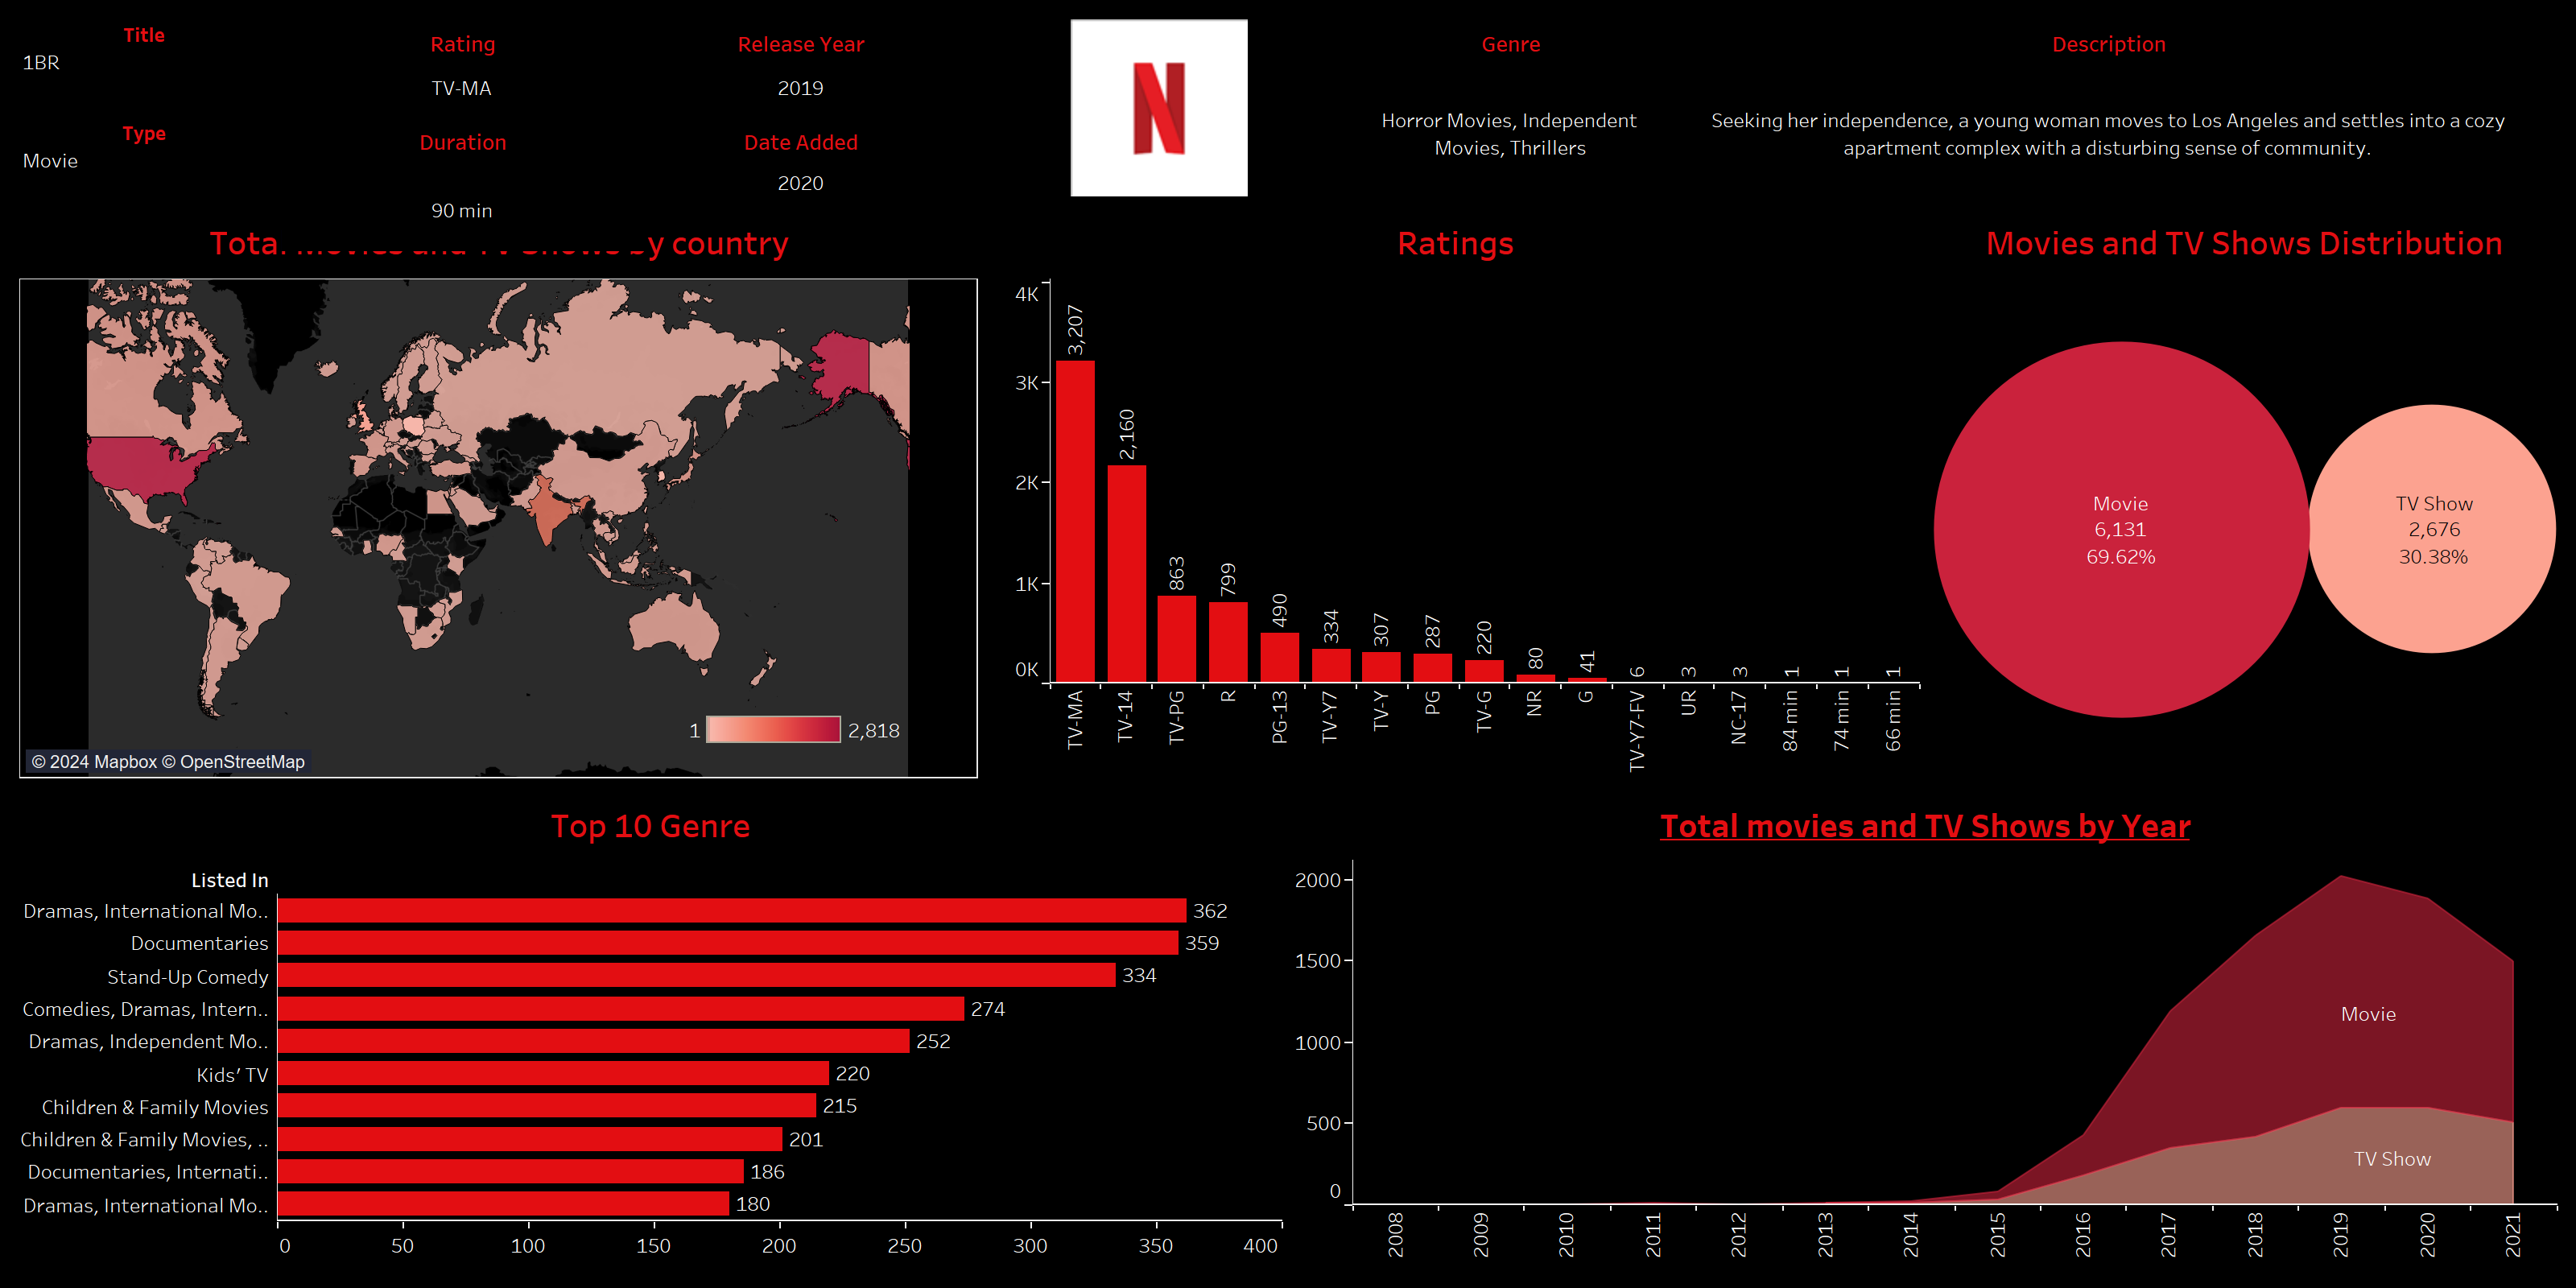 Title
1BR
Rating
TV-MA
Release Year
2019
Type
Movie
Duration
90 min
Date Added
2020
N
Genre
Horror Movies, Independent
Movies, Thrillers
Description
Seeking her independence, a young woman moves to Los Angeles and settles into a cozy
apartment complex with a disturbing sense of community.
Total Movies and TV Shows by country
1
2,818
© 2024 Mapbox © OpenStreetMap
Ratings
4K
3K
2K
1K
0K
3,207
2,160
863
799
490
334
307
287
220
80
41
6
3
3
1
1
1
TV-MA
TV-14
TV-PG
R
PG-13
TV-Y7
TV-Y
PG
TV-G
NR
G
TV-Y7-FV
UR
NC-17
84 min
74 min
66 min
Movies and TV Shows Distribution
Movie
6,131
69.62%
TV Show
2,676
30.38%
Top 10 Genre
Listed In
Dramas, International Mo.. 362
Documentaries 359
Stand-Up Comedy 334
Comedies, Dramas, Intern.. 274
Dramas, Independent Mo.. 252
Kids' TV 220
Children & Family Movies 215
Children & Family Movies, .. 201
Documentaries, Internati.. 186
Dramas, International Mo.. 180
0 50 100 150 200 250 300 350 400
Total movies and TV Shows by Year
2000
1500
1000
500
0
Movie
TV Show
2008
2009
2010
2011
2012
2013
2014
2015
2016
2017
2018
2019
2020
2021